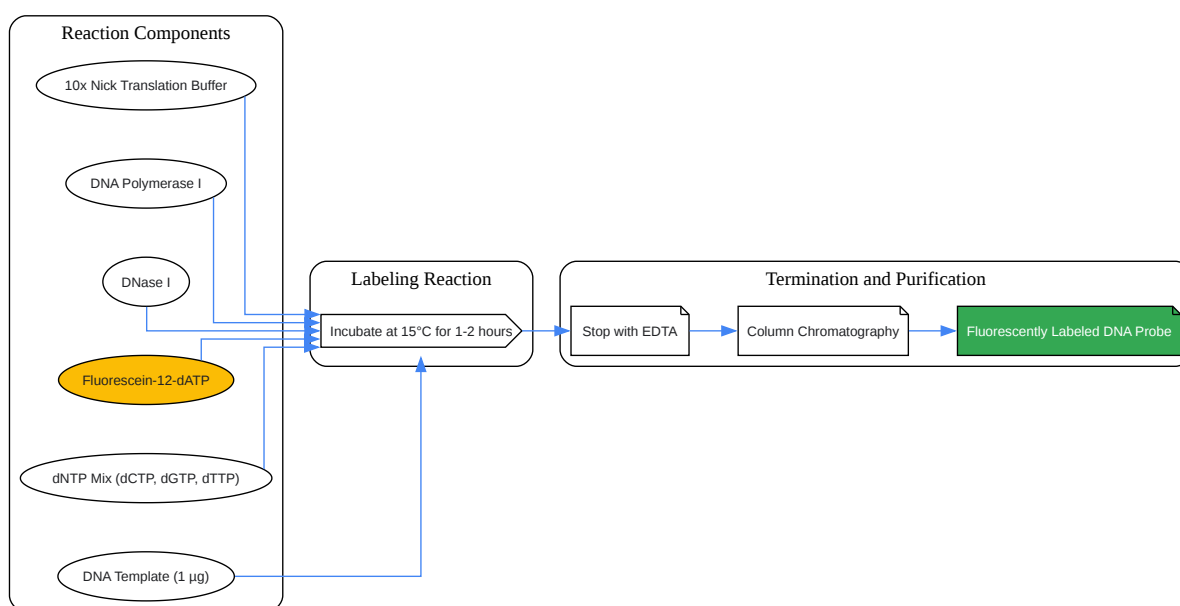 Reaction Components
10x Nick Translation Buffer
DNA Polymerase I
DNase I
Fluorescein-12-dATP
dNTP Mix (dCTP, dGTP, dTTP)
DNA Template (1 µg)
Labeling Reaction
Incubate at 15°C for 1-2 hours
Termination and Purification
Stop with EDTA
Column Chromatography
Fluorescently Labeled DNA Probe